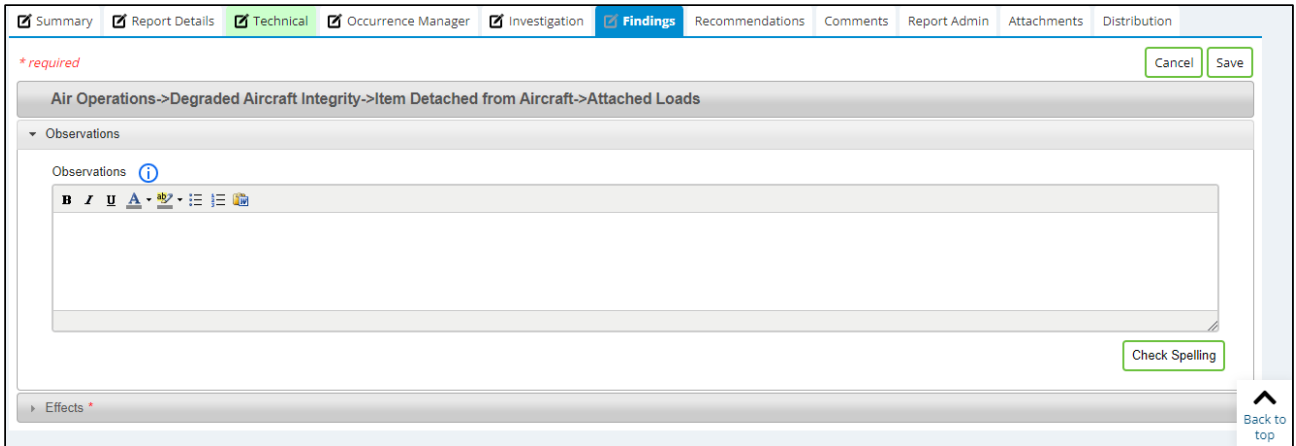 Summary Report Details Technical Occurrence Manager Investigation Findings Recommendations Comments Report Admin Attachments Distribution
* required
Cancel Save
Air Operations->Degraded Aircraft Integrity->Item Detached from Aircraft->Attached Loads
Observations
Observations
B I U A ab
Check Spelling
Effects *
Back to
top